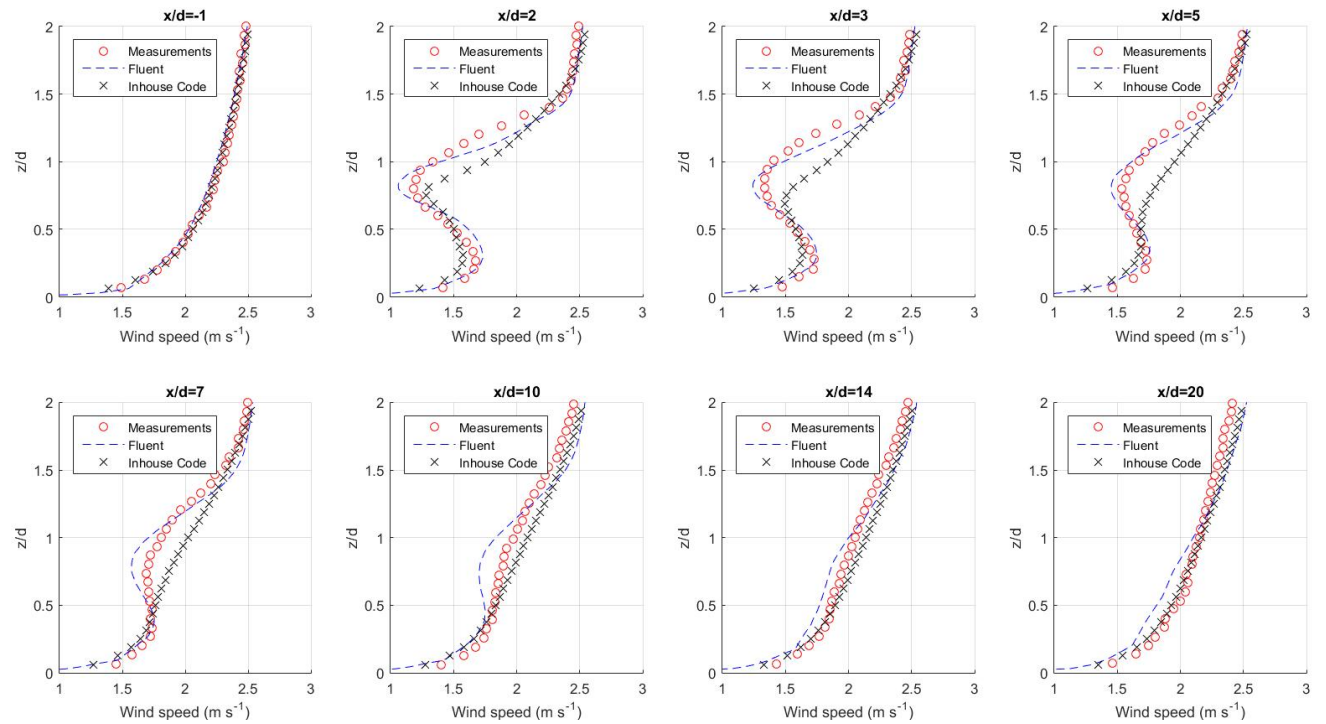 x/d=-1
2
1.5
1
0.5
0
z/d
Measurements
Fluent
Inhouse Code
1 1.5 2 2.5 3
Wind speed (m s⁻¹)
x/d=2
2
1.5
1
0.5
0
z/d
Measurements
Fluent
Inhouse Code
1 1.5 2 2.5 3
Wind speed (m s⁻¹)
x/d=3
2
1.5
1
0.5
0
z/d
Measurements
Fluent
Inhouse Code
1 1.5 2 2.5 3
Wind speed (m s⁻¹)
x/d=5
2
1.5
1
0.5
0
z/d
Measurements
Fluent
Inhouse Code
1 1.5 2 2.5 3
Wind speed (m s⁻¹)
x/d=7
2
1.5
1
0.5
0
z/d
Measurements
Fluent
Inhouse Code
1 1.5 2 2.5 3
Wind speed (m s⁻¹)
x/d=10
2
1.5
1
0.5
0
z/d
Measurements
Fluent
Inhouse Code
1 1.5 2 2.5 3
Wind speed (m s⁻¹)
x/d=14
2
1.5
1
0.5
0
z/d
Measurements
Fluent
Inhouse Code
1 1.5 2 2.5 3
Wind speed (m s⁻¹)
x/d=20
2
1.5
1
0.5
0
z/d
Measurements
Fluent
Inhouse Code
1 1.5 2 2.5 3
Wind speed (m s⁻¹)